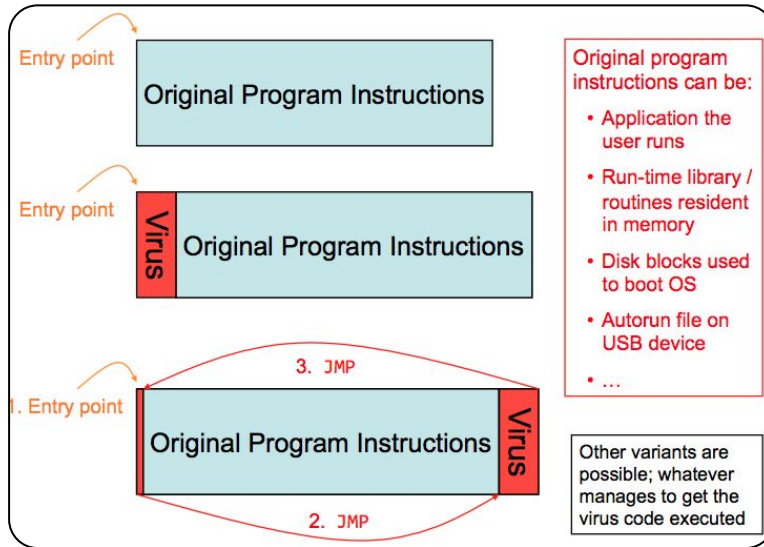 Entry point
Original Program Instructions
Entry point
Virus
Original Program Instructions
3. JMP
1. Entry point
Original Program Instructions
Virus
2. JMP
Original program
instructions can be:
• Application the
user runs
• Run-time library /
routines resident
in memory
• Disk blocks used
to boot OS
• Autorun file on
USB device
• ...
Other variants are
possible; whatever
manages to get the
virus code executed